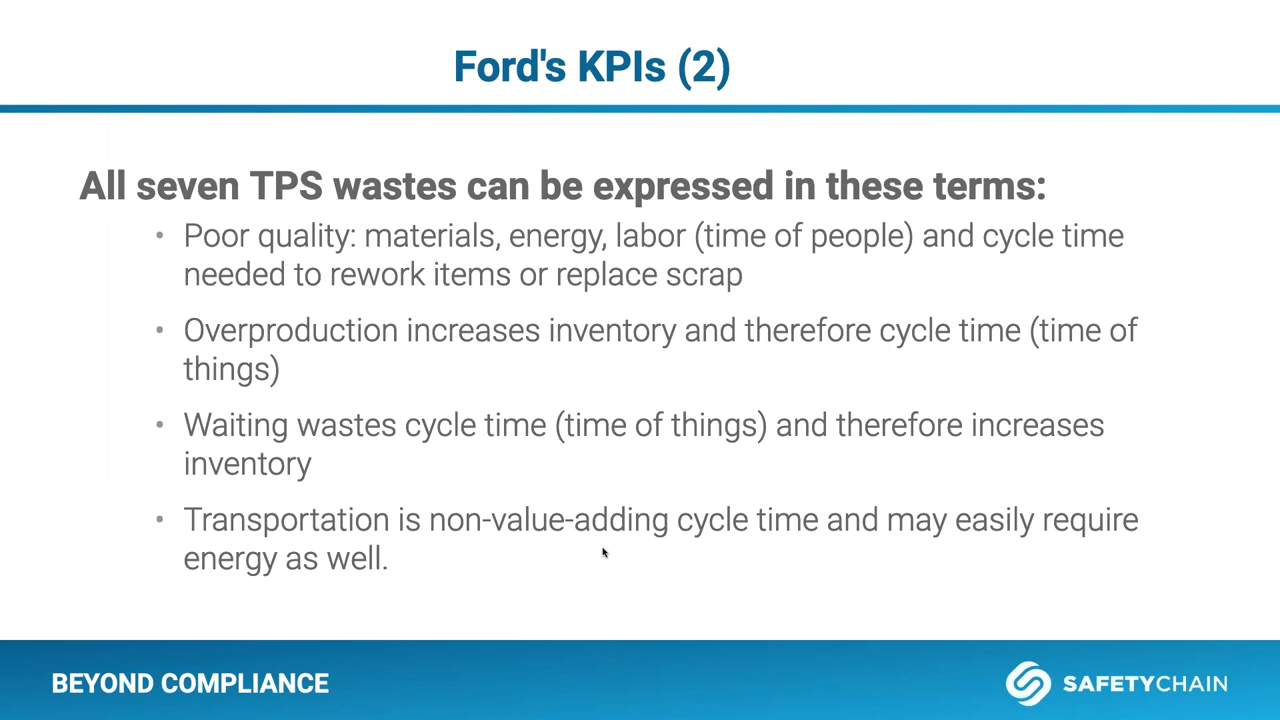 Ford's KPIs (2)
All seven TPS wastes can be expressed in these terms:
• Poor quality: materials, energy, labor (time of people) and cycle time
needed to rework items or replace scrap
• Overproduction increases inventory and therefore cycle time (time of
things)
• Waiting wastes cycle time (time of things) and therefore increases
inventory
• Transportation is non-value-adding cycle time and may easily require
energy as well.
BEYOND COMPLIANCE
SAFETYCHAIN